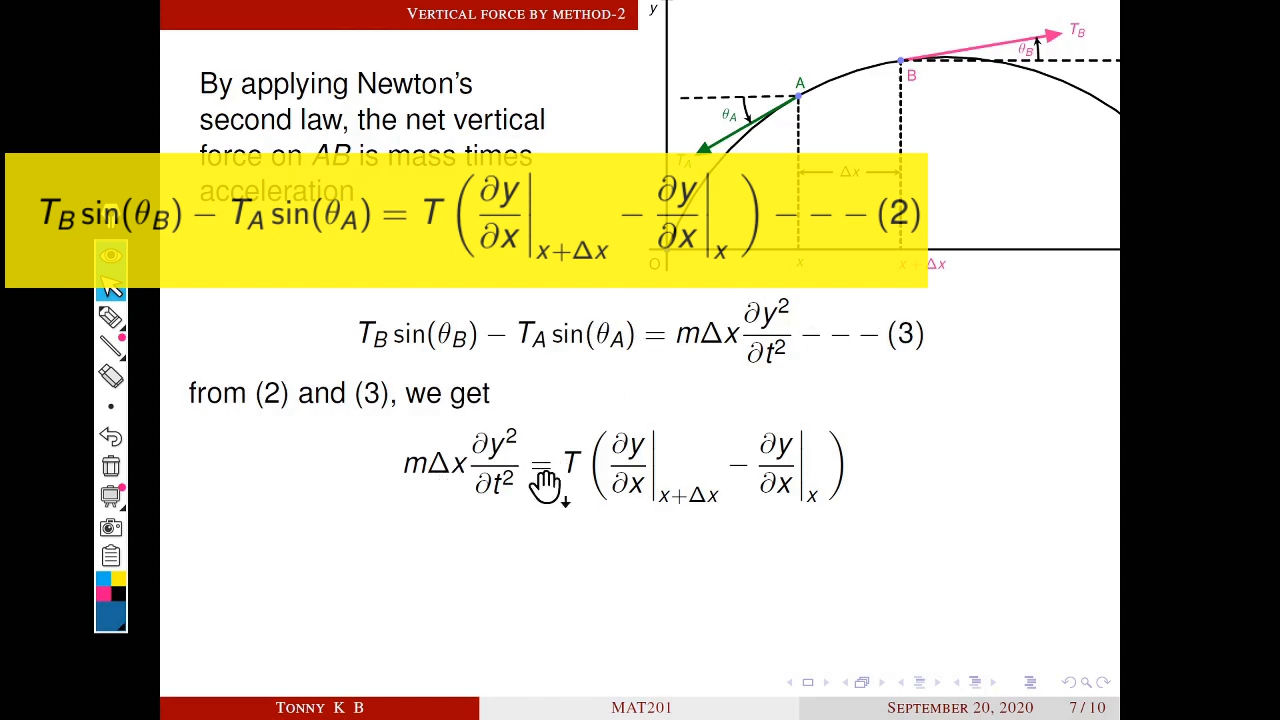 VERTICAL FORCE BY METHOD-2
By applying Newton's
second law, the net vertical
force on AB is mass times
acceleration
T_B sin(θ_B) − T_A sin(θ_A) = T ( ∂y/∂x |_{x+Δx} − ∂y/∂x |_x ) − − − (2)
y
T_B
θ_B
B
A
θ_A
T_A
Δx
O
x
x + Δx
T_B sin(θ_B) − T_A sin(θ_A) = mΔx ∂y²/∂t² − − − (3)
from (2) and (3), we get
mΔx ∂y²/∂t² = T ( ∂y/∂x |_{x+Δx} − ∂y/∂x |_x )
TONNY K B MAT201 SEPTEMBER 20, 2020 7 / 10